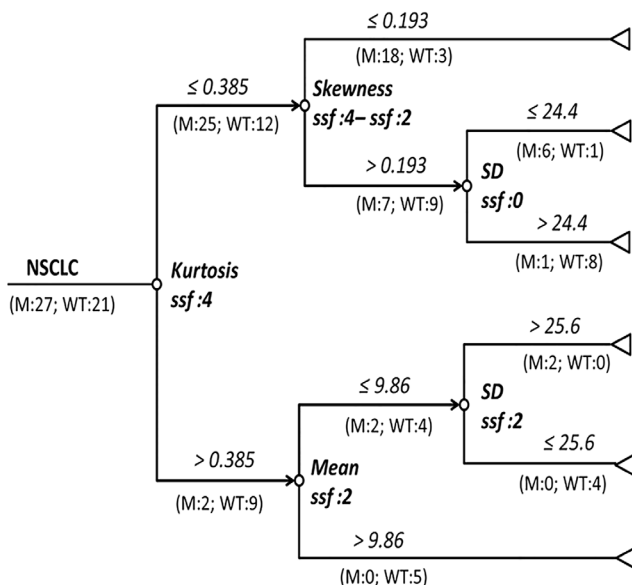 ≤ 0.193
(M:18; WT:3)
≤ 0.385
(M:25; WT:12)
Skewness
ssf:4– ssf:2
≤ 24.4
(M:6; WT:1)
> 0.193
(M:7; WT:9)
SD
ssf:0
> 24.4
(M:1; WT:8)
NSCLC
(M:27; WT:21)
Kurtosis
ssf:4
> 25.6
(M:2; WT:0)
≤ 9.86
(M:2; WT:4)
SD
ssf:2
≤ 25.6
(M:0; WT:4)
> 0.385
(M:2; WT:9)
Mean
ssf:2
> 9.86
(M:0; WT:5)